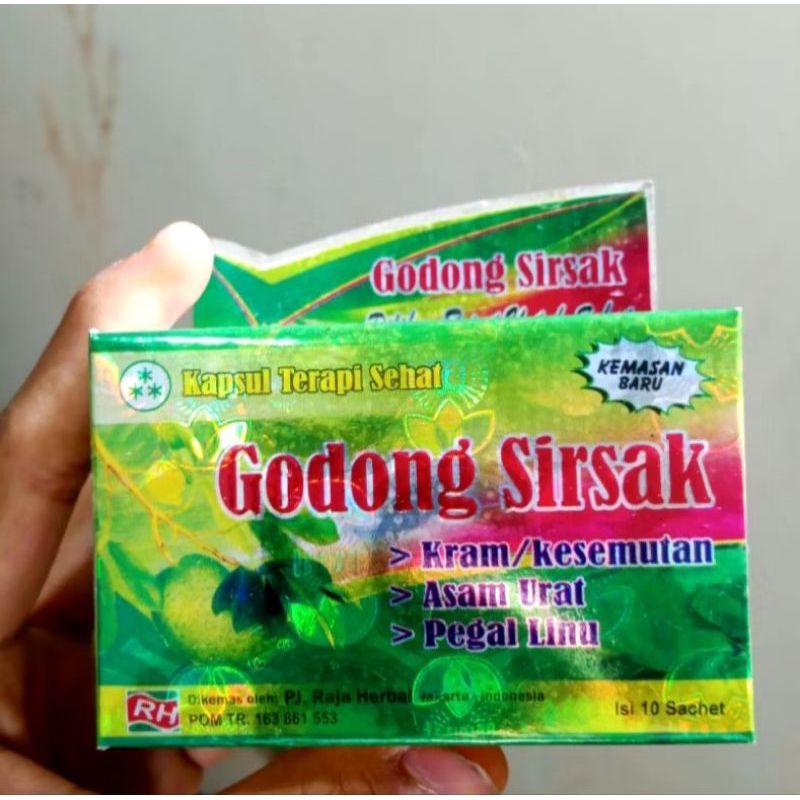 Godong Sirsak
KEMASAN
BARU
Kapsul Terapi Sehat
Godong Sirsak
> Kram/kesemutan
> Asam Urat
> Pegal Linu
RH
Dikemas oleh: PJ. Raja Herbal Jakarta - Indonesia
POM TR. 163 861 553
Isi 10 Sachet